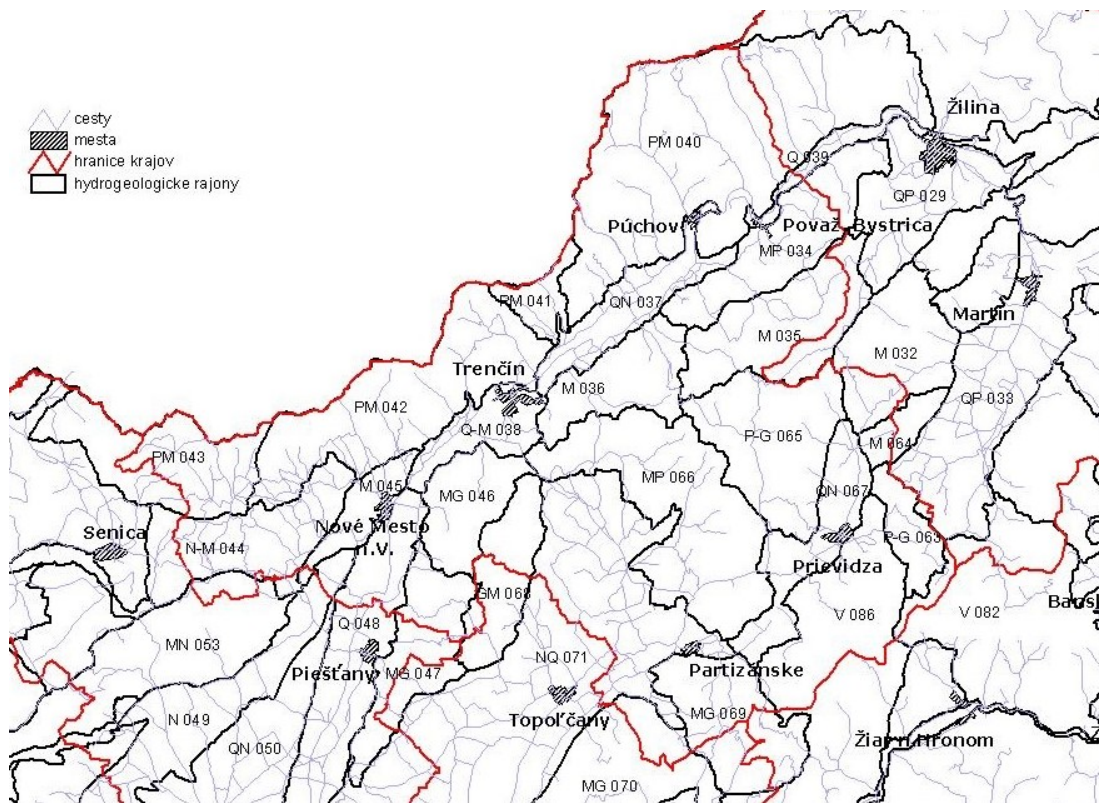 cesty
mesta
hranice krajov
hydrogeologicke rajony
Žilina
PM 040
Q 039
QP 029
Púchov
Považ. Bystrica
MP 034
PM 041
QN 037
Martin
M 035
M 032
Trenčín
M 036
PM 042
QP 033
Q-M 038
P-G 065
M 064
PM 043
MP 066
M 045
MG 046
QN 067
Nové Mesto
n.V.
Senica
N-M 044
P-G 063
Prievidza
GM 068
V 086
V 082
Bansk
Q 048
MN 053
NQ 071
Piešťany
MG 047
Partizánske
Topoľčany
N 049
MG 069
QN 050
Žiar n.Hronom
MG 070